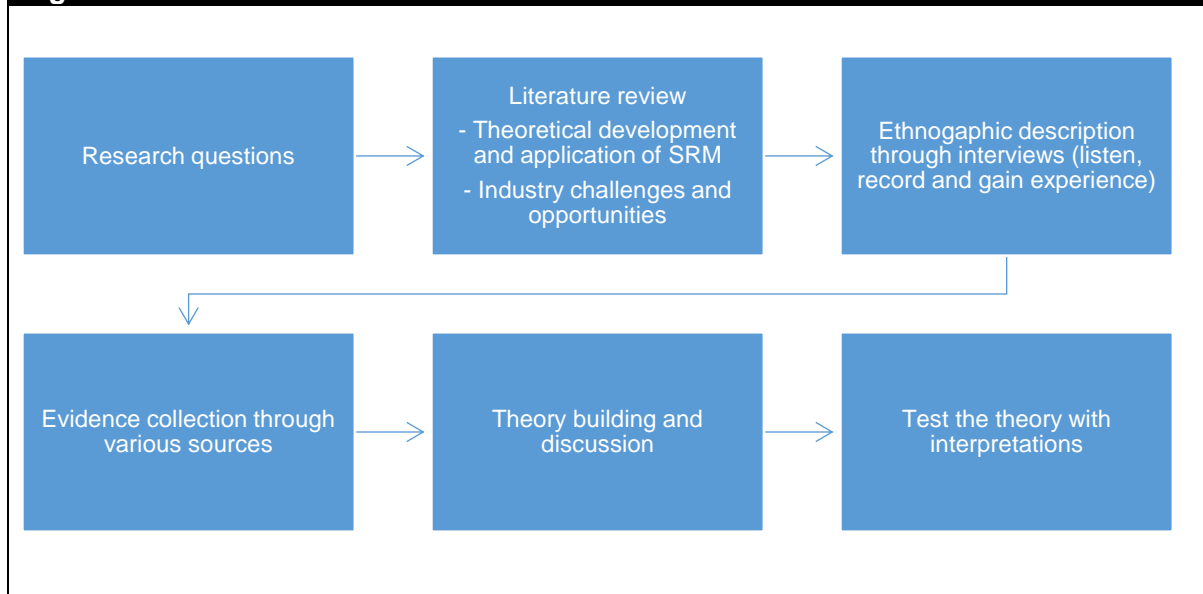 Research questions
Literature review
- Theoretical development
and application of SRM
- Industry challenges and
opportunities
Ethnogaphic description
through interviews (listen,
record and gain experience)
Evidence collection through
various sources
Theory building and
discussion
Test the theory with
interpretations